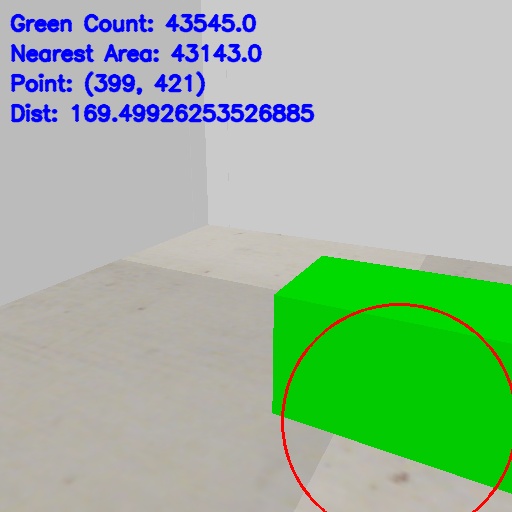 Green Count: 43545.0
Nearest Area: 43143.0
Point: (399, 421)
Dist: 169.49926253526885